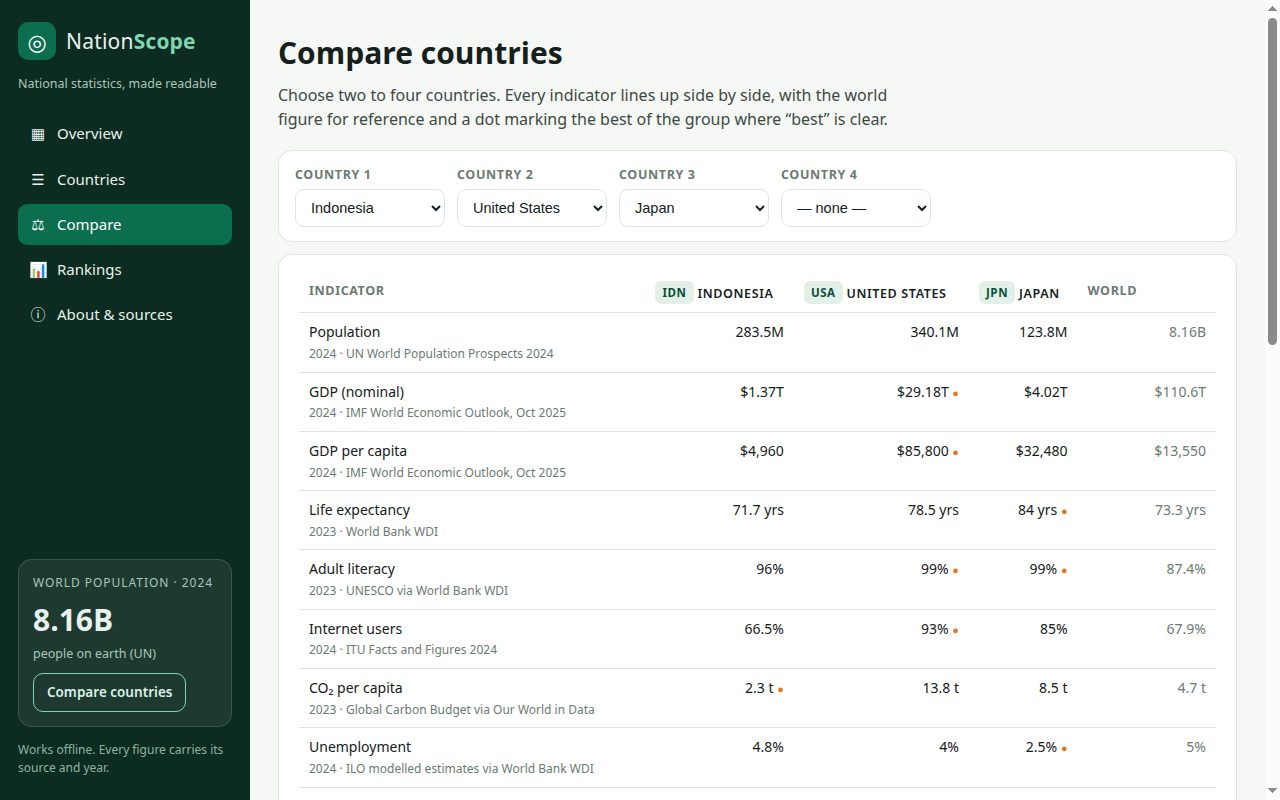 NationScope
National statistics, made readable
Overview
Countries
Compare
Rankings
About & sources
WORLD POPULATION · 2024
8.16B
people on earth (UN)
Compare countries
Works offline. Every figure carries its
source and year.
Compare countries
Choose two to four countries. Every indicator lines up side by side, with the world
figure for reference and a dot marking the best of the group where “best” is clear.
COUNTRY 1 COUNTRY 2 COUNTRY 3 COUNTRY 4
Indonesia United States Japan — none —
INDICATOR IDN INDONESIA USA UNITED STATES JPN JAPAN WORLD
Population 283.5M 340.1M 123.8M 8.16B
2024 · UN World Population Prospects 2024
GDP (nominal) $1.37T $29.18T $4.02T $110.6T
2024 · IMF World Economic Outlook, Oct 2025
GDP per capita $4,960 $85,800 $32,480 $13,550
2024 · IMF World Economic Outlook, Oct 2025
Life expectancy 71.7 yrs 78.5 yrs 84 yrs 73.3 yrs
2023 · World Bank WDI
Adult literacy 96% 99% 99% 87.4%
2023 · UNESCO via World Bank WDI
Internet users 66.5% 93% 85% 67.9%
2024 · ITU Facts and Figures 2024
CO₂ per capita 2.3 t 13.8 t 8.5 t 4.7 t
2023 · Global Carbon Budget via Our World in Data
Unemployment 4.8% 4% 2.5% 5%
2024 · ILO modelled estimates via World Bank WDI